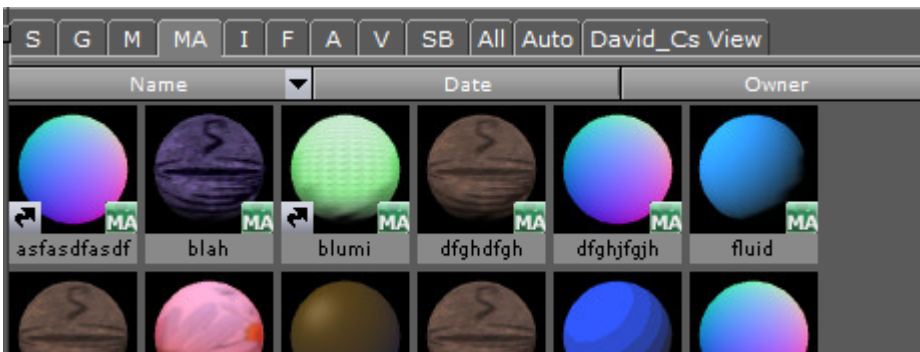 S G M MA I F A V SB All Auto David_Cs View
Name Date Owner
MA MA MA MA MA MA
asfasdfasdf blah blumi dfghdfgh dfghjfgjh fluid